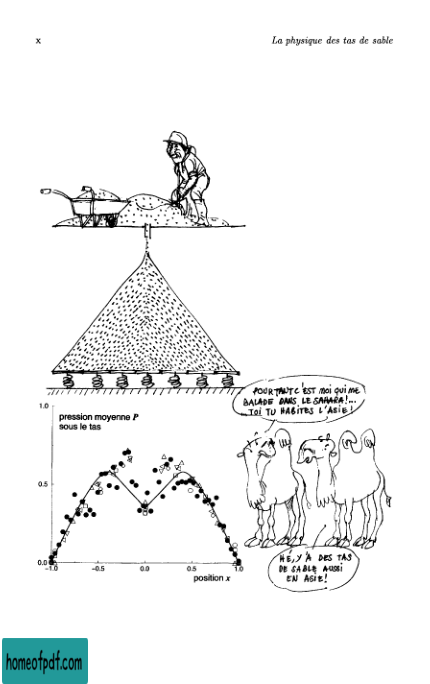 x
La physique des tas de sable
POURTANT C'EST MOI QUI ME
BALADE DANS LE SAHARA!...
...TOI TU HABITES L'ASIE!
1.0
pression moyenne P
sous le tas
0.5
0.0
-1.0
-0.5
0.0
0.5
1.0
position x
HÉ, Y'A DES TAS
DE SABLE AUSSI
EN ASIE!
homeofpdf.com